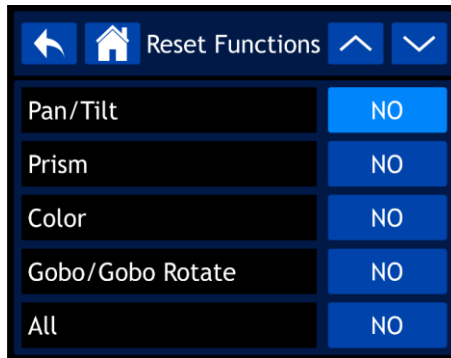 Reset Functions
Pan/Tilt NO
Prism NO
Color NO
Gobo/Gobo Rotate NO
All NO